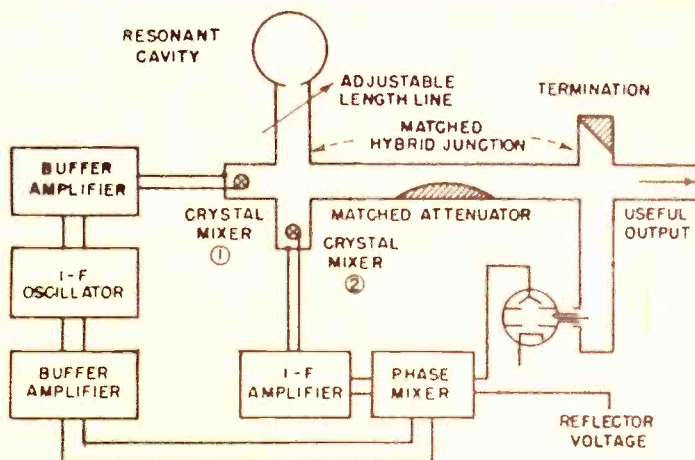 RESONANT
CAVITY
ADJUSTABLE
LENGTH LINE
TERMINATION
MATCHED
HYBRID JUNCTION
BUFFER
AMPLIFIER
CRYSTAL
MIXER
①
MATCHED ATTENUATOR
USEFUL
OUTPUT
CRYSTAL
MIXER
②
I-F
OSCILLATOR
BUFFER
AMPLIFIER
I-F
AMPLIFIER
PHASE
MIXER
REFLECTOR
VOLTAGE